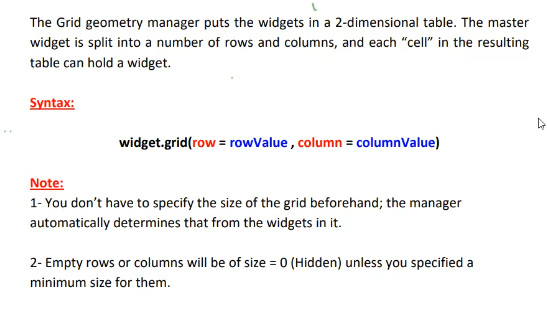 The Grid geometry manager puts the widgets in a 2-dimensional table. The master
widget is split into a number of rows and columns, and each “cell” in the resulting
table can hold a widget.
Syntax:
widget.grid(row = rowValue , column = columnValue)
Note:
1- You don’t have to specify the size of the grid beforehand; the manager
automatically determines that from the widgets in it.
2- Empty rows or columns will be of size = 0 (Hidden) unless you specified a
minimum size for them.